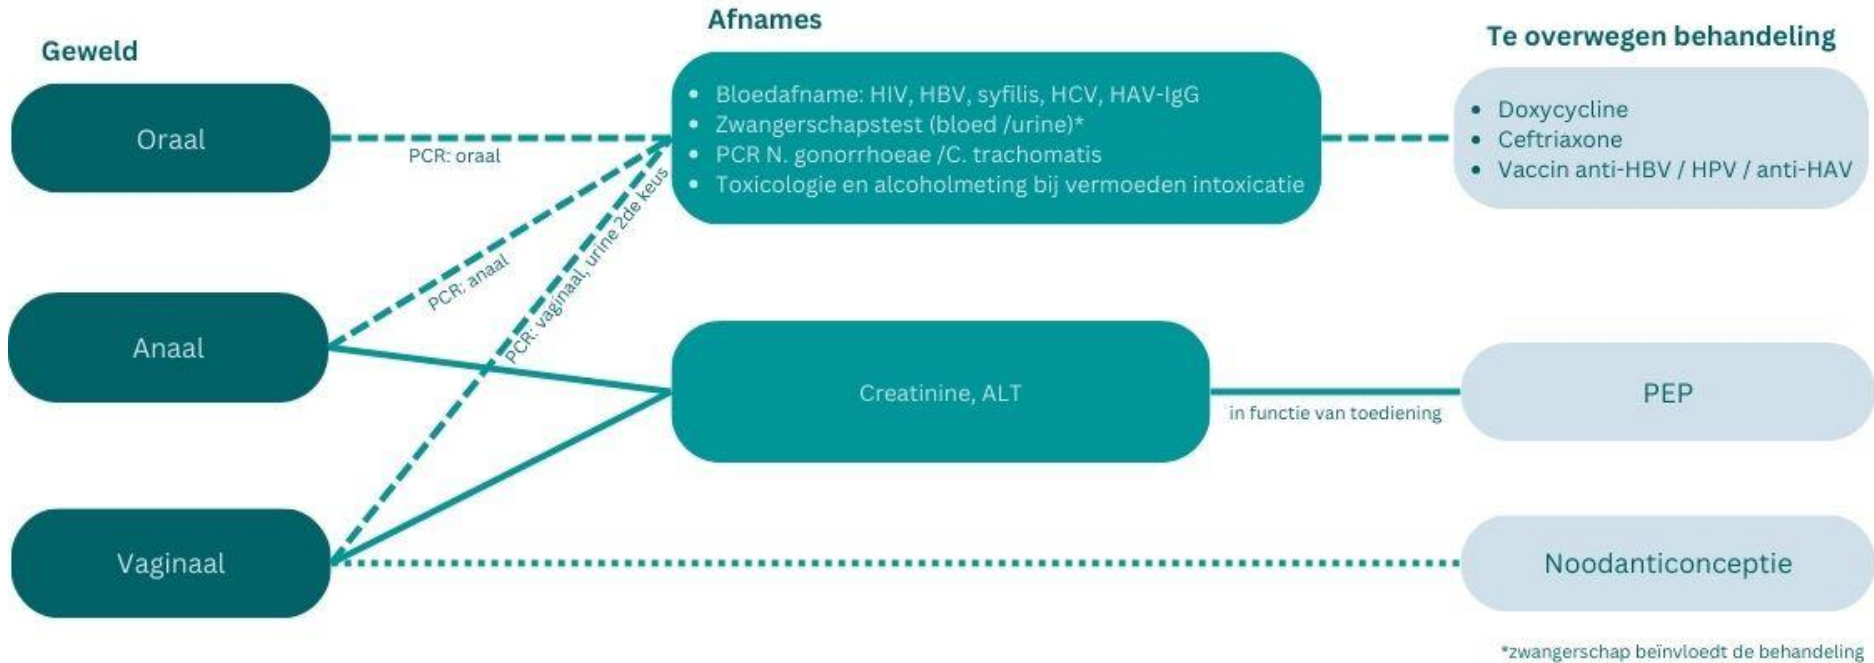 Geweld
Afnames
Te overwegen behandeling
Oraal
PCR: oraal
• Bloedafname: HIV, HBV, syfilis, HCV, HAV-IgG
• Zwangerschapstest (bloed /urine)*
• PCR N. gonorrhoeae /C. trachomatis
• Toxicologie en alcoholmeting bij vermoeden intoxicatie
• Doxycycline
• Ceftriaxone
• Vaccin anti-HBV / HPV / anti-HAV
Anaal
PCR: anaal
PCR: vaginaal, urine 2de keus
Creatinine, ALT
in functie van toediening
PEP
Vaginaal
Noodanticonceptie
*zwangerschap beïnvloedt de behandeling